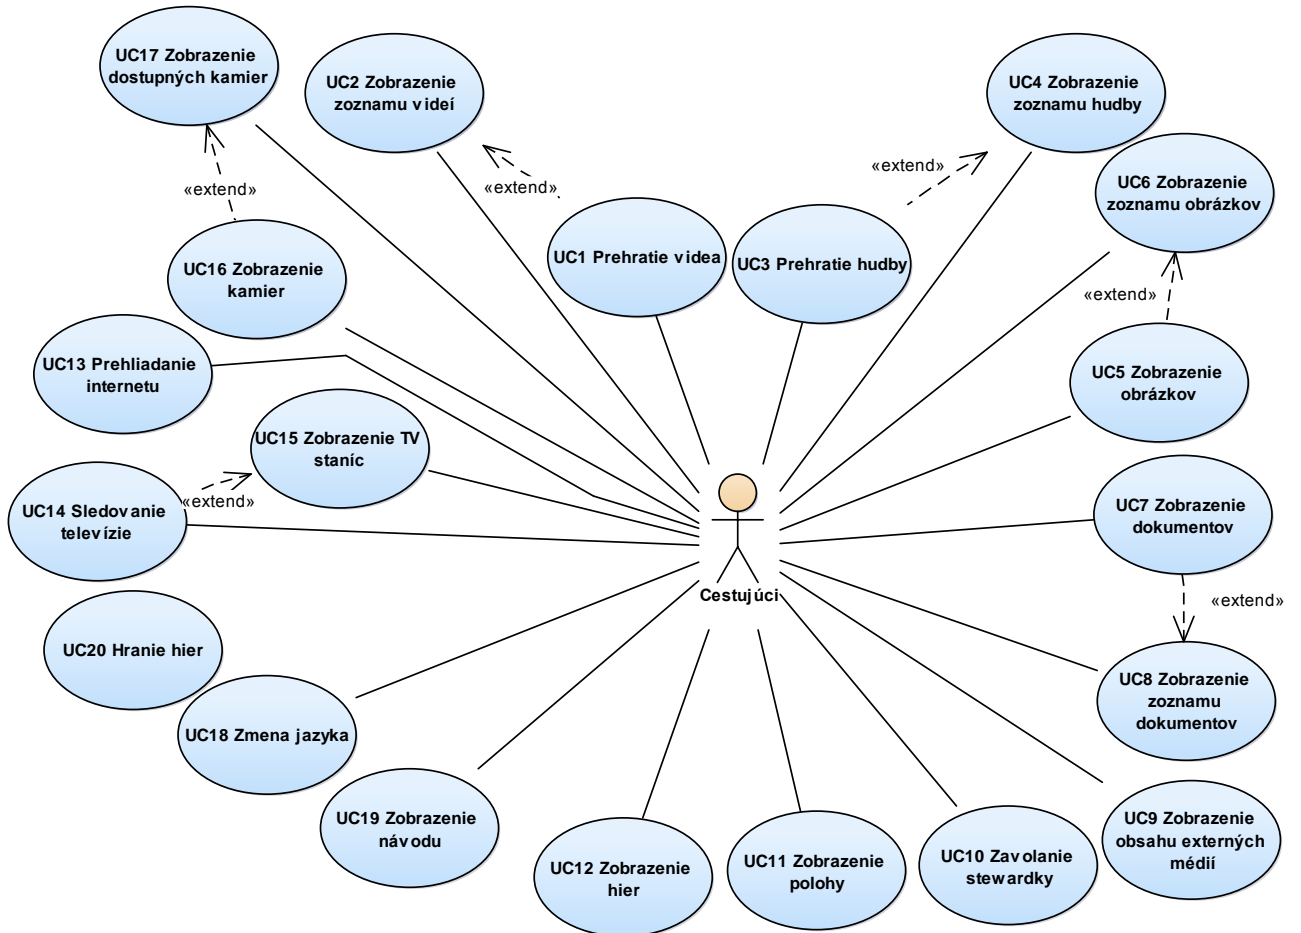 UC17 Zobrazenie
dostupných kamier
UC2 Zobrazenie
zoznamu videí
UC4 Zobrazenie
zoznamu hudby
UC6 Zobrazenie
zoznamu obrázkov
«extend»
«extend»
«extend»
UC1 Prehratie videa
UC3 Prehratie hudby
UC16 Zobrazenie
kamier
«extend»
UC13 Prehliadanie
internetu
UC5 Zobrazenie
obrázkov
UC15 Zobrazenie TV
staníc
«extend»
UC14 Sledovanie
televízie
UC7 Zobrazenie
dokumentov
Cestujúci
«extend»
UC20 Hranie hier
UC8 Zobrazenie
zoznamu
dokumentov
UC18 Zmena jazyka
UC19 Zobrazenie
návodu
UC9 Zobrazenie
obsahu externých
médií
UC12 Zobrazenie
hier
UC11 Zobrazenie
polohy
UC10 Zavolanie
stewardky